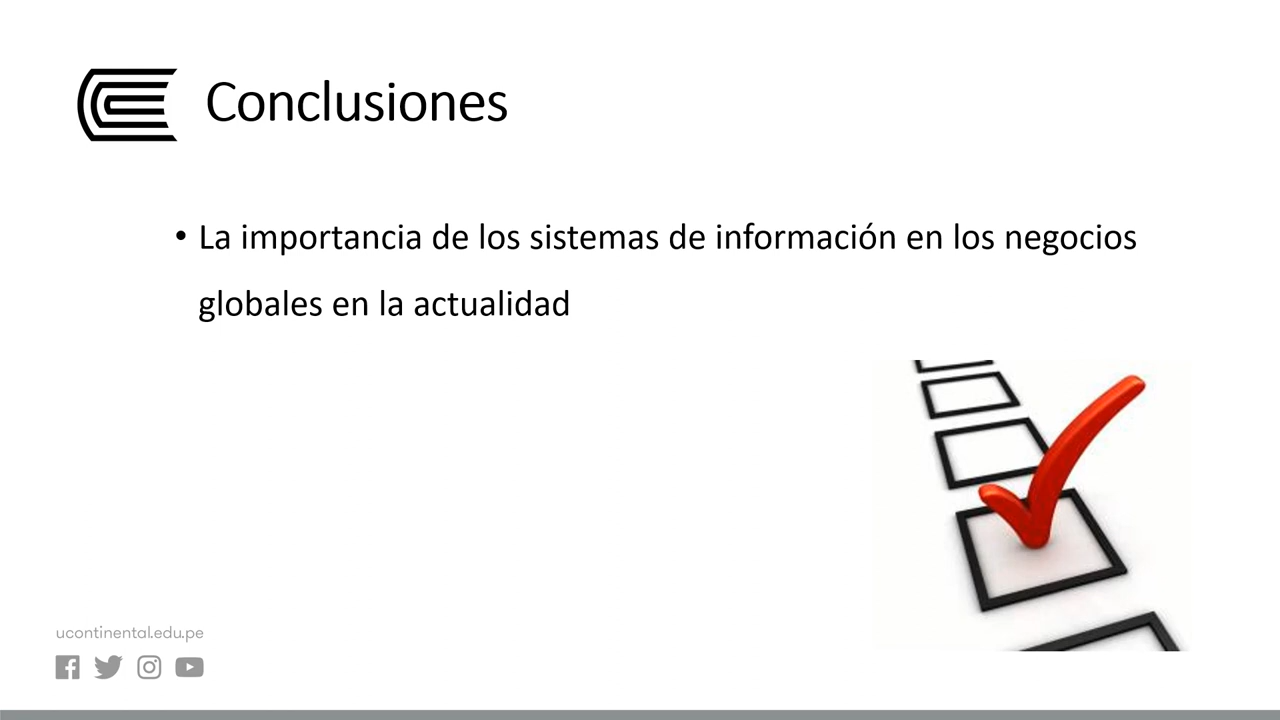 Conclusiones
• La importancia de los sistemas de información en los negocios
globales en la actualidad
ucontinental.edu.pe